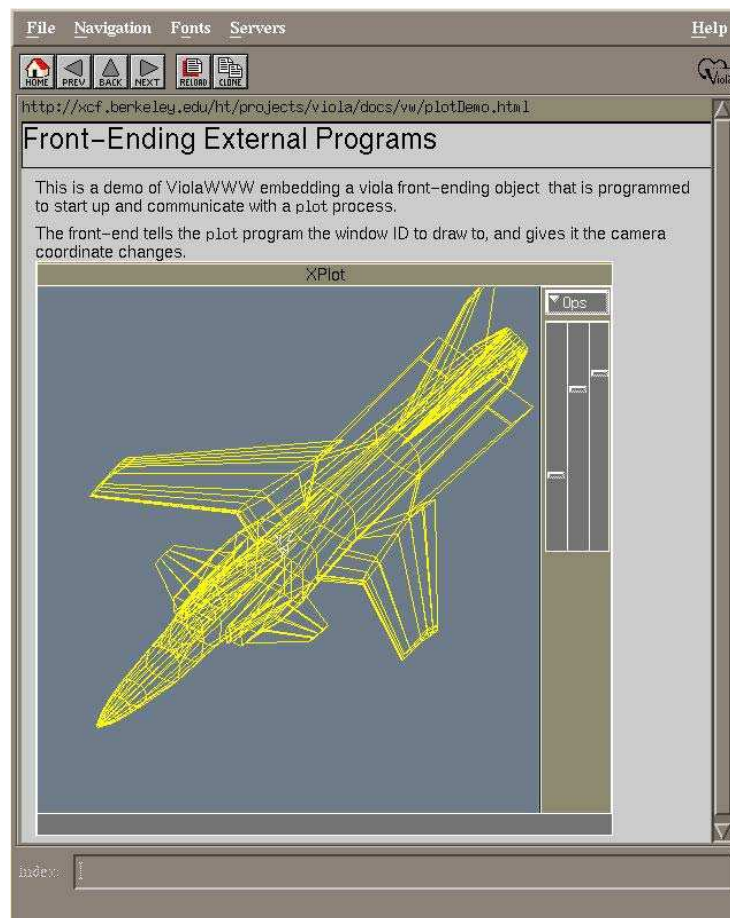 File Navigation Fonts Servers Help
HOME PREV BACK NEXT RELOAD CLONE Viola
http://xcf.berkeley.edu/ht/projects/viola/docs/vw/plotDemo.html
Front-Ending External Programs
This is a demo of ViolaWWW embedding a viola front-ending object that is programmed
to start up and communicate with a plot process.
The front-end tells the plot program the window ID to draw to, and gives it the camera
coordinate changes.
XPlot
Ops
index: